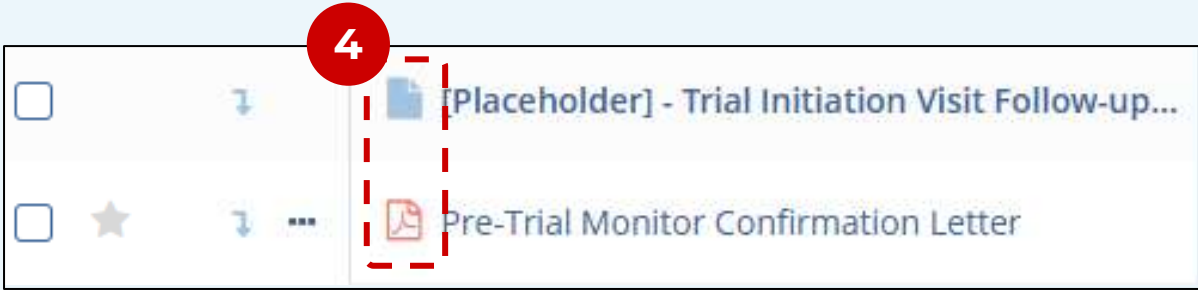 4
[Placeholder] - Trial Initiation Visit Follow-up...
Pre-Trial Monitor Confirmation Letter